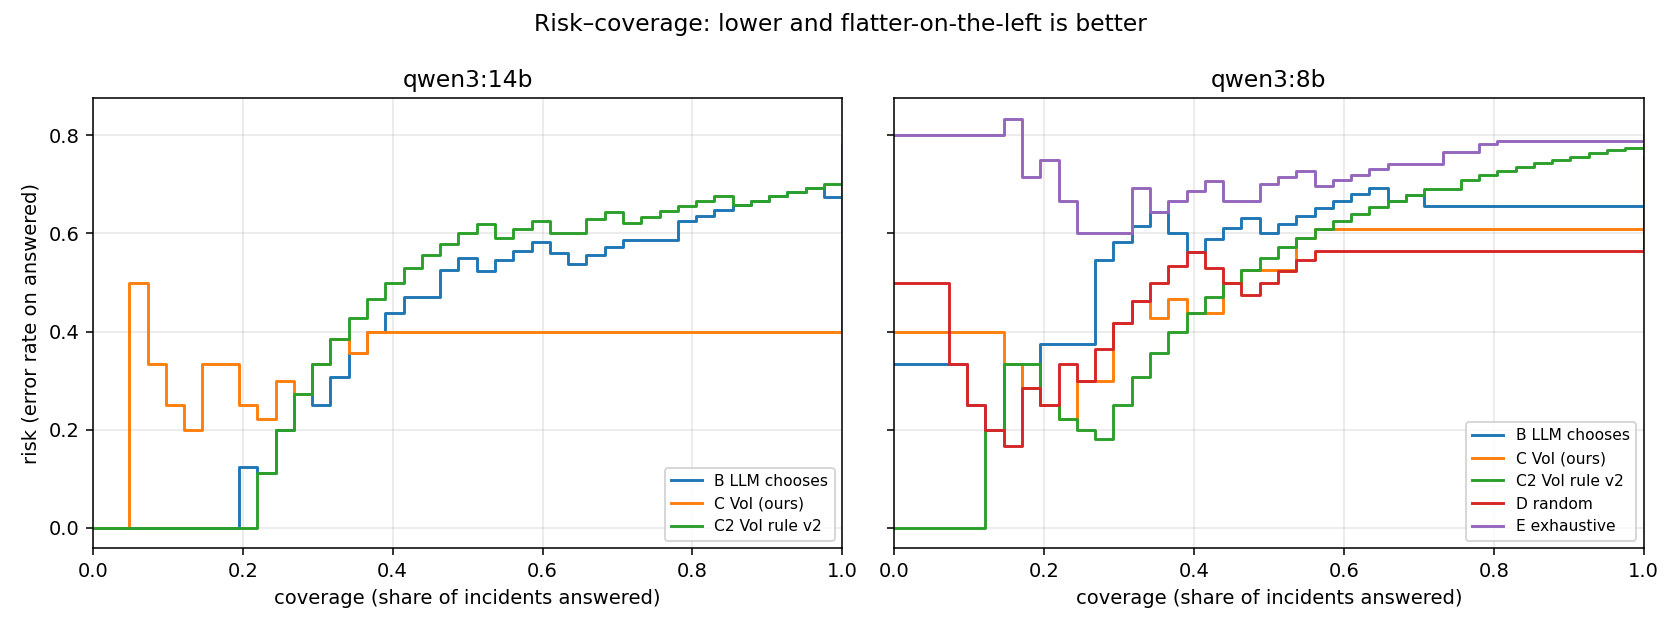 Risk–coverage: lower and flatter-on-the-left is better
qwen3:14b
risk (error rate on answered)
0.8
0.6
0.4
0.2
0.0
0.0 0.2 0.4 0.6 0.8 1.0
coverage (share of incidents answered)
B LLM chooses
C VoI (ours)
C2 VoI rule v2
qwen3:8b
0.0 0.2 0.4 0.6 0.8 1.0
coverage (share of incidents answered)
B LLM chooses
C VoI (ours)
C2 VoI rule v2
D random
E exhaustive